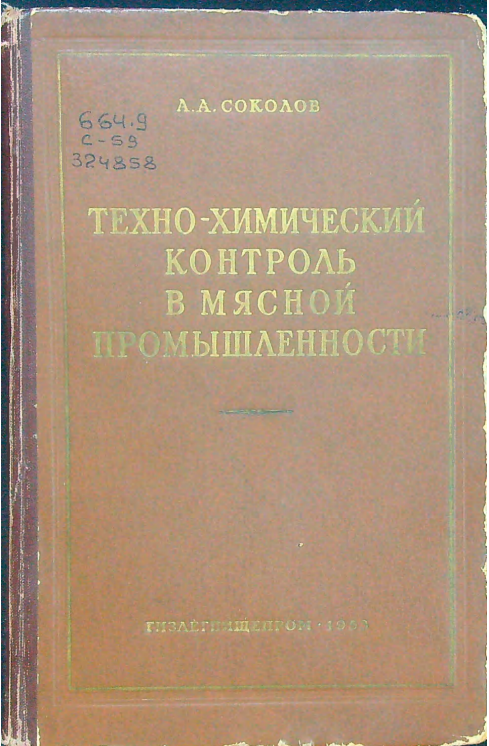 А.А. СОКОЛОВ
664.9
С-59
324858
ТЕХНО-ХИМИЧЕСКИЙ
КОНТРОЛЬ
В МЯСНОЙ
ПРОМЫШЛЕННОСТИ
ГИЗЛЕГПИЩЕПРОМ